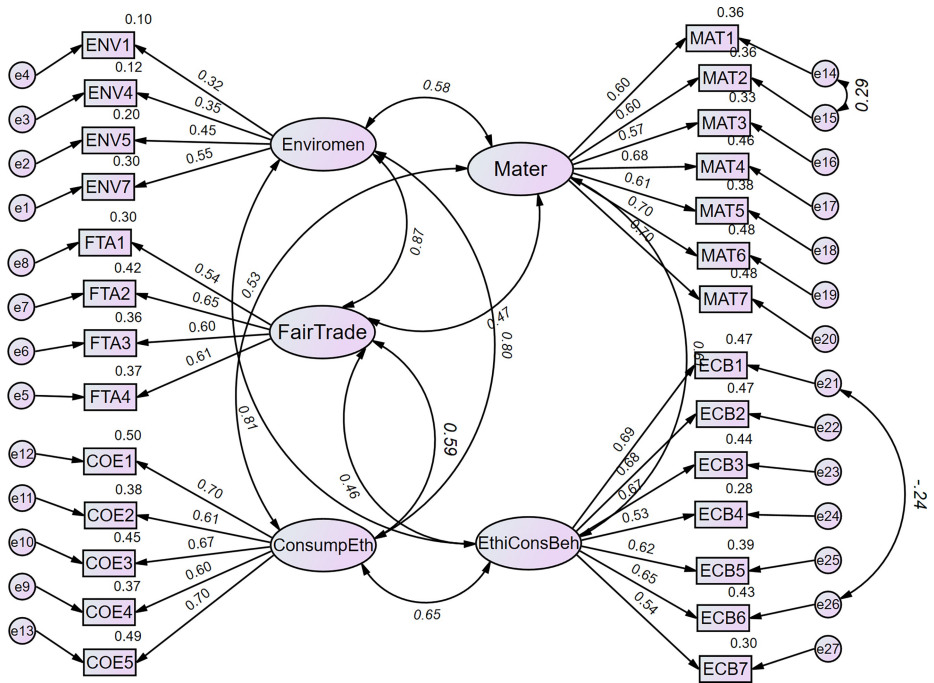 0.10
ENV1
e4
0.12
ENV4
e3
0.20
ENV5
e2
0.30
ENV7
e1
0.32
0.35
0.45
0.55
Enviromen
0.30
FTA1
e8
0.42
FTA2
e7
0.36
FTA3
e6
0.37
FTA4
e5
0.54
0.65
0.60
0.61
FairTrade
0.50
COE1
e12
0.38
COE2
e11
0.45
COE3
e10
0.37
COE4
e9
0.49
COE5
e13
0.70
0.61
0.67
0.60
0.70
ConsumpEth
0.58
0.87
0.53
0.47
0.80
0.81
0.59
0.46
0.65
Mater
0.60
0.60
0.57
0.68
0.61
0.70
0.70
0.36
MAT1
e14
0.36
MAT2
e15
0.29
0.33
MAT3
e16
0.46
MAT4
e17
0.38
MAT5
e18
0.48
MAT6
e19
0.48
MAT7
e20
EthiConsBeh
0.69
0.68
0.67
0.53
0.62
0.65
0.54
0.47
ECB1
e21
0.47
ECB2
e22
0.44
ECB3
e23
0.28
ECB4
e24
0.39
ECB5
e25
0.43
ECB6
e26
0.30
ECB7
e27
-.24